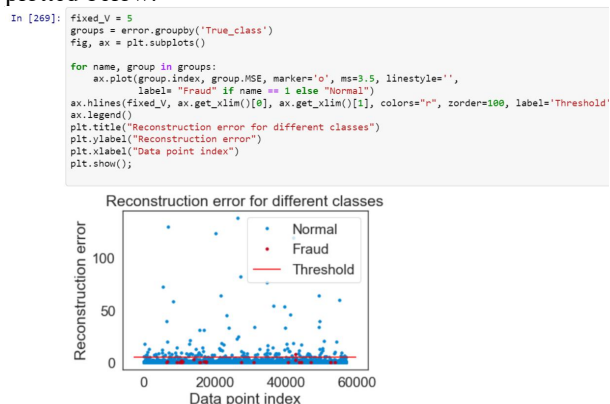 plotted below.
In [269]: fixed_V = 5
groups = error.groupby('True_class')
fig, ax = plt.subplots()
for name, group in groups:
ax.plot(group.index, group.MSE, marker='o', ms=3.5, linestyle='',
label= "Fraud" if name == 1 else "Normal")
ax.hlines(fixed_V, ax.get_xlim()[0], ax.get_xlim()[1], colors="r", zorder=100, label='Threshold'
ax.legend()
plt.title("Reconstruction error for different classes")
plt.ylabel("Reconstruction error")
plt.xlabel("Data point index")
plt.show();
Reconstruction error for different classes
Reconstruction error
100
50
0
Normal
Fraud
Threshold
0 20000 40000 60000
Data point index